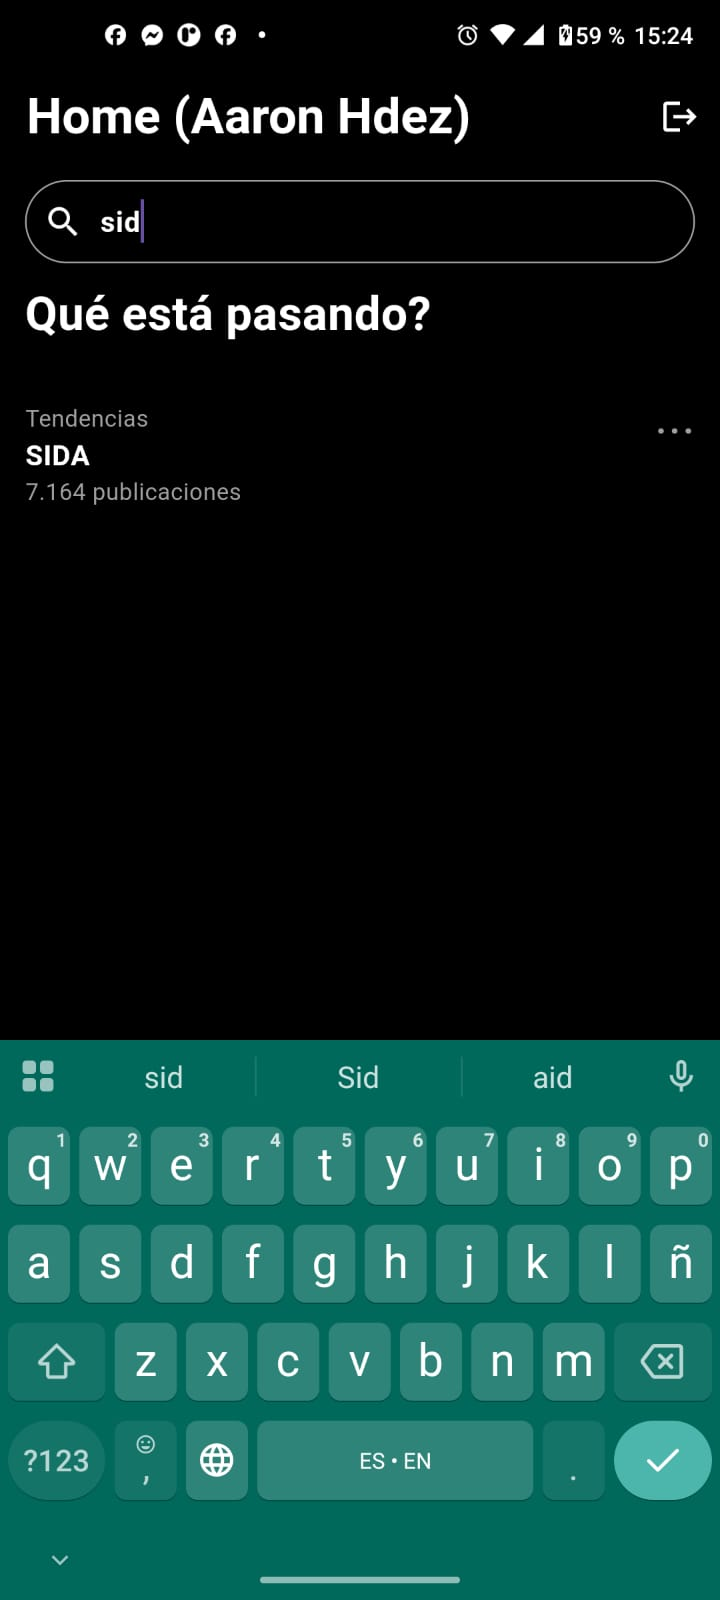 59 % 15:24
Home (Aaron Hdez)
sid
Qué está pasando?
Tendencias
SIDA
7.164 publicaciones
sid Sid aid
1 2 3 4 5 6 7 8 9 0
q w e r t y u i o p
a s d f g h j k l ñ
z x c v b n m
?123 , ES • EN .